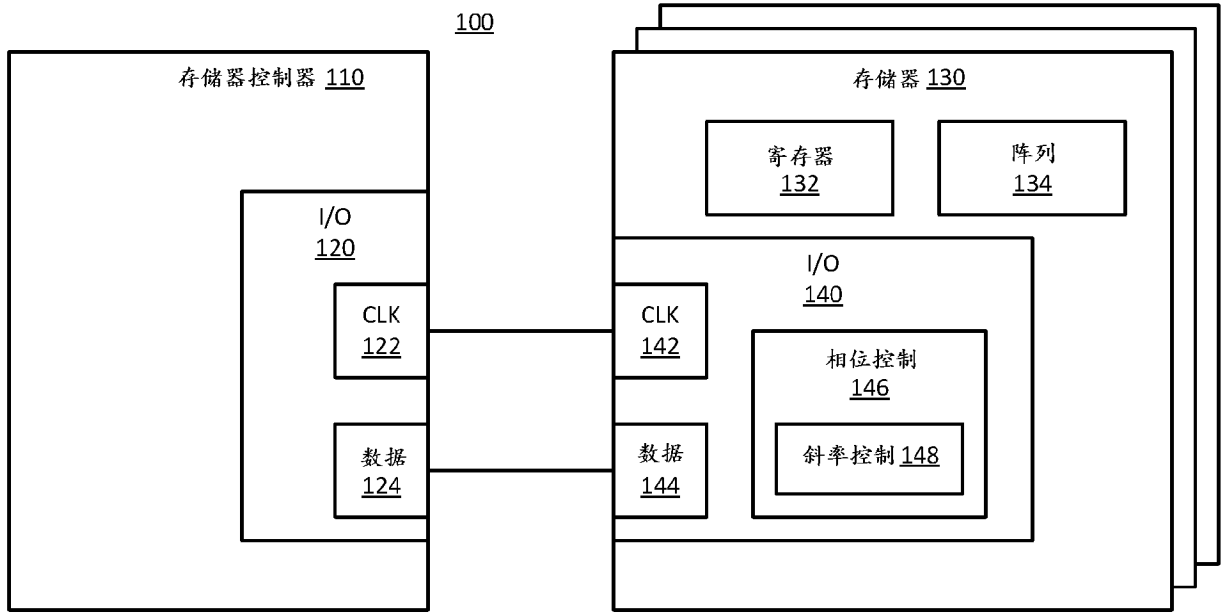 100
存储器控制器 110
I/O
120
CLK
122
数据
124
存储器 130
寄存器
132
阵列
134
I/O
140
CLK
142
数据
144
相位控制
146
斜率控制 148